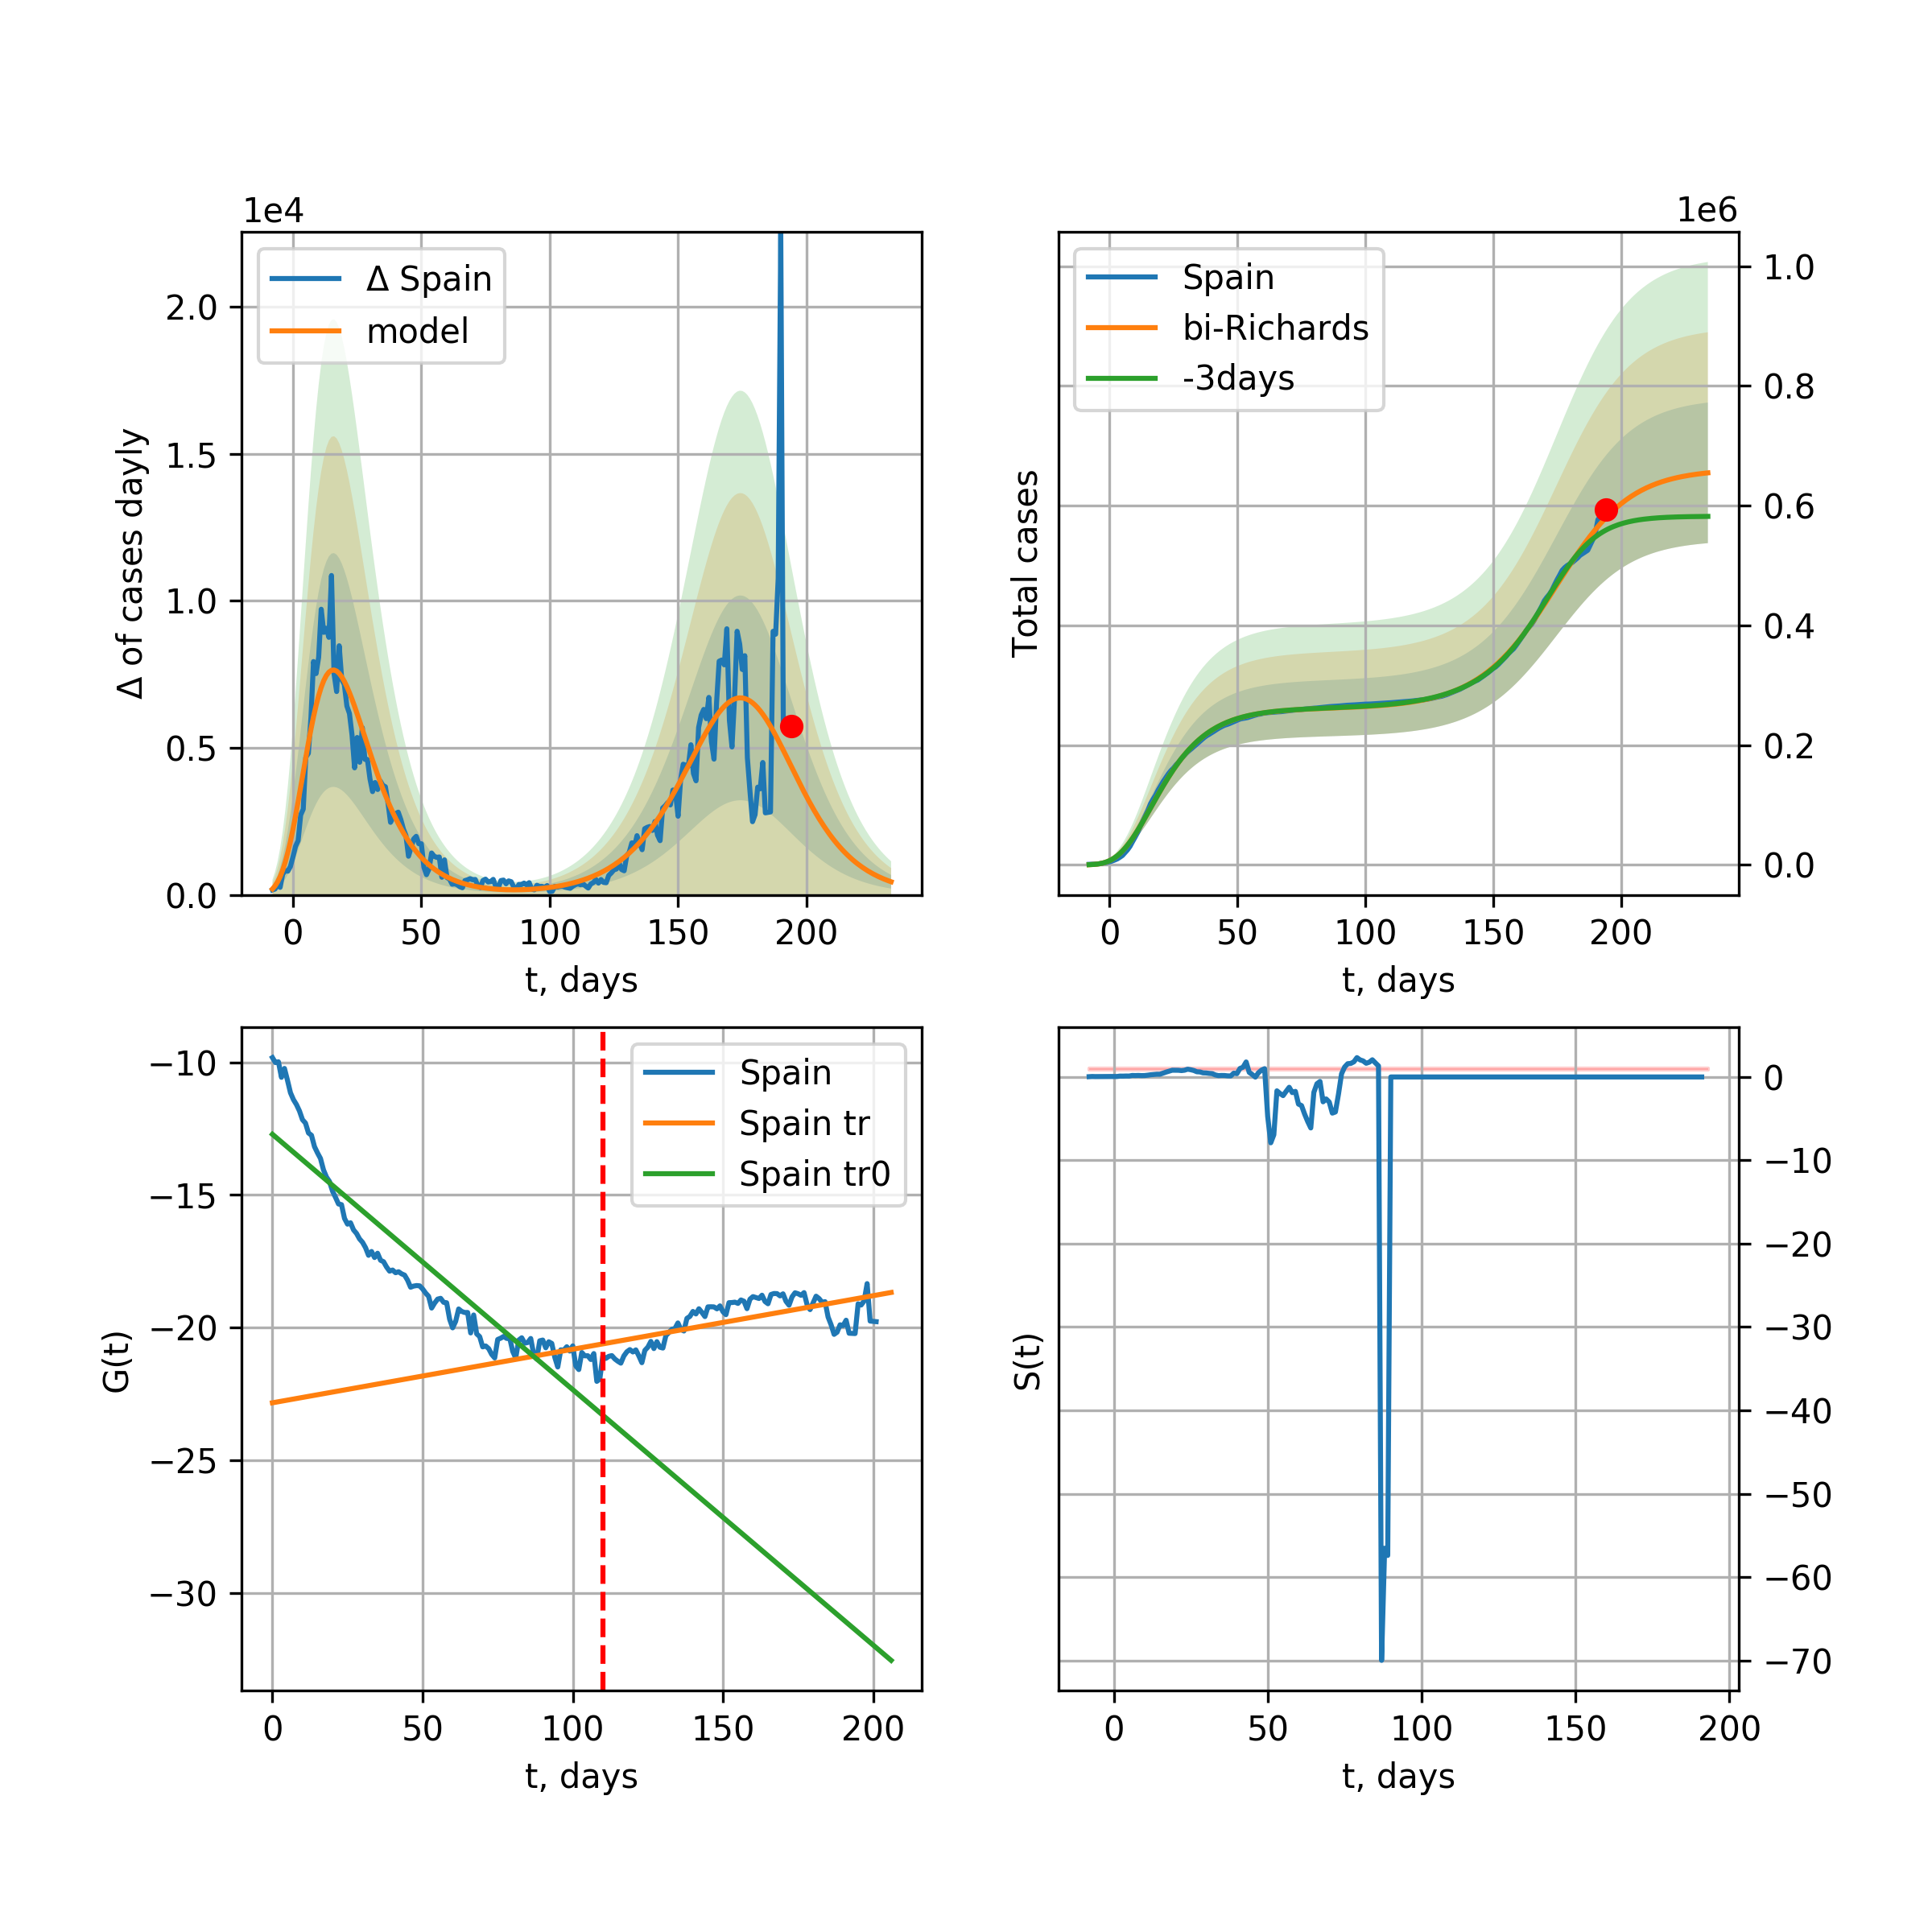 1e4
Δ of cases dayly
2.0
1.5
1.0
0.5
0.0
Δ Spain
model
0 50 100 150 200
t, days
1e6
Total cases
Spain
bi-Richards
-3days
1.0
0.8
0.6
0.4
0.2
0.0
0 50 100 150 200
t, days
G(t)
−10
−15
−20
−25
−30
Spain
Spain tr
Spain tr0
0 50 100 150 200
t, days
S(t)
0
−10
−20
−30
−40
−50
−60
−70
0 50 100 150 200
t, days